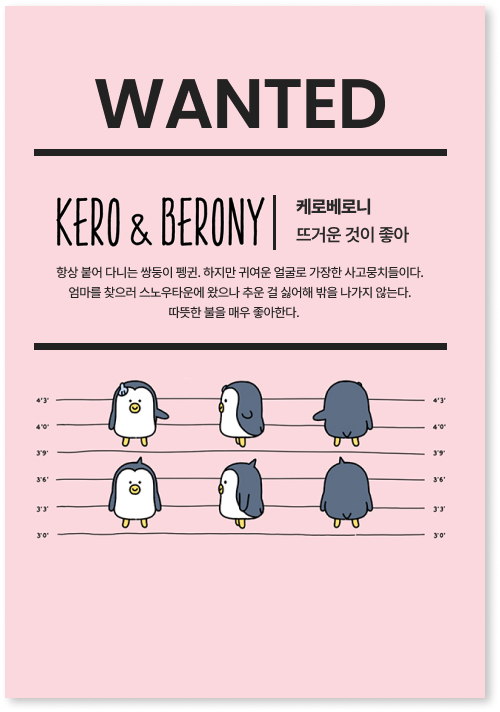 WANTED
KERO & BERONY
케로베로니
뜨거운 것이 좋아
항상 붙어 다니는 쌍둥이 펭귄. 하지만 귀여운 얼굴로 가장한 사고뭉치들이다.
엄마를 찾으러 스노우타운에 왔으나 추운 걸 싫어해 밖을 나가지 않는다.
따뜻한 불을 매우 좋아한다.
4'3' 4'3'
4'0' 4'0'
3'9' 3'9'
3'6' 3'6'
3'3' 3'3'
3'0' 3'0'